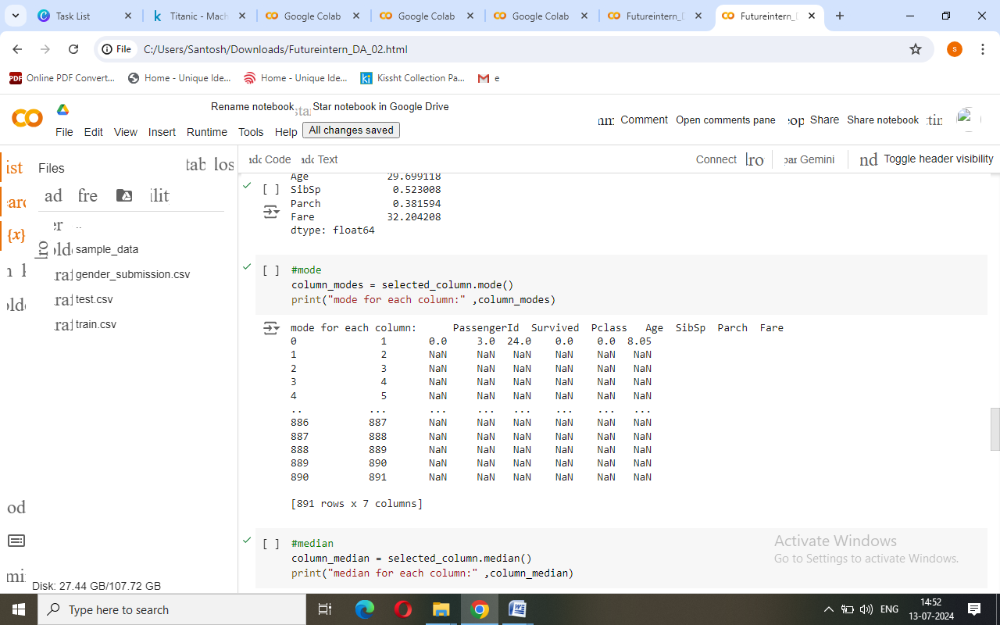 Task List
Titanic - Mach
Google Colab
Google Colab
Google Colab
Futureintern_D
Futureintern_D
File
C:/Users/Santosh/Downloads/Futureintern_DA_02.html
s
PDF
Online PDF Convert...
Home - Unique Ide...
Home - Unique Ide...
ki
Kissht Collection Pa...
e
Rename notebook
Star notebook in Google Drive
File Edit View Insert Runtime Tools Help All changes saved
Comment
Open comments pane
Share
Share notebook
Files
Code
Text
Connect
Gemini
Toggle header visibility
{x}
..
sample_data
gender_submission.csv
test.csv
train.csv
Disk: 27.44 GB/107.72 GB
Age 29.699118
[ ] SibSp 0.523008
Parch 0.381594
Fare 32.204208
dtype: float64
[ ] #mode
column_modes = selected_column.mode()
print("mode for each column:" ,column_modes)
mode for each column: PassengerId Survived Pclass Age SibSp Parch Fare
0 1 0.0 3.0 24.0 0.0 0.0 8.05
1 2 NaN NaN NaN NaN NaN NaN
2 3 NaN NaN NaN NaN NaN NaN
3 4 NaN NaN NaN NaN NaN NaN
4 5 NaN NaN NaN NaN NaN NaN
.. ... ... ... ... ... ... ...
886 887 NaN NaN NaN NaN NaN NaN
887 888 NaN NaN NaN NaN NaN NaN
888 889 NaN NaN NaN NaN NaN NaN
889 890 NaN NaN NaN NaN NaN NaN
890 891 NaN NaN NaN NaN NaN NaN
[891 rows x 7 columns]
[ ] #median
column_median = selected_column.median()
print("median for each column:" ,column_median)
Activate Windows
Go to Settings to activate Windows.
Type here to search
ENG
14:52
13-07-2024